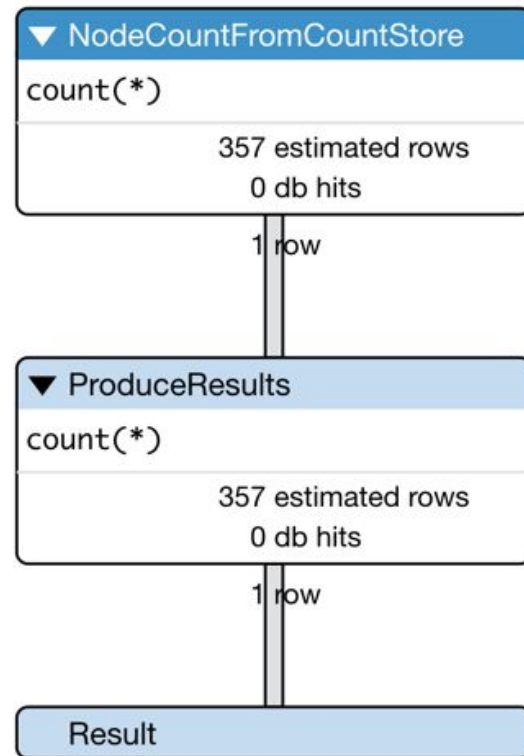 NodeCountFromCountStore
count(*)
357 estimated rows
0 db hits
1 row
ProduceResults
count(*)
357 estimated rows
0 db hits
1 row
Result